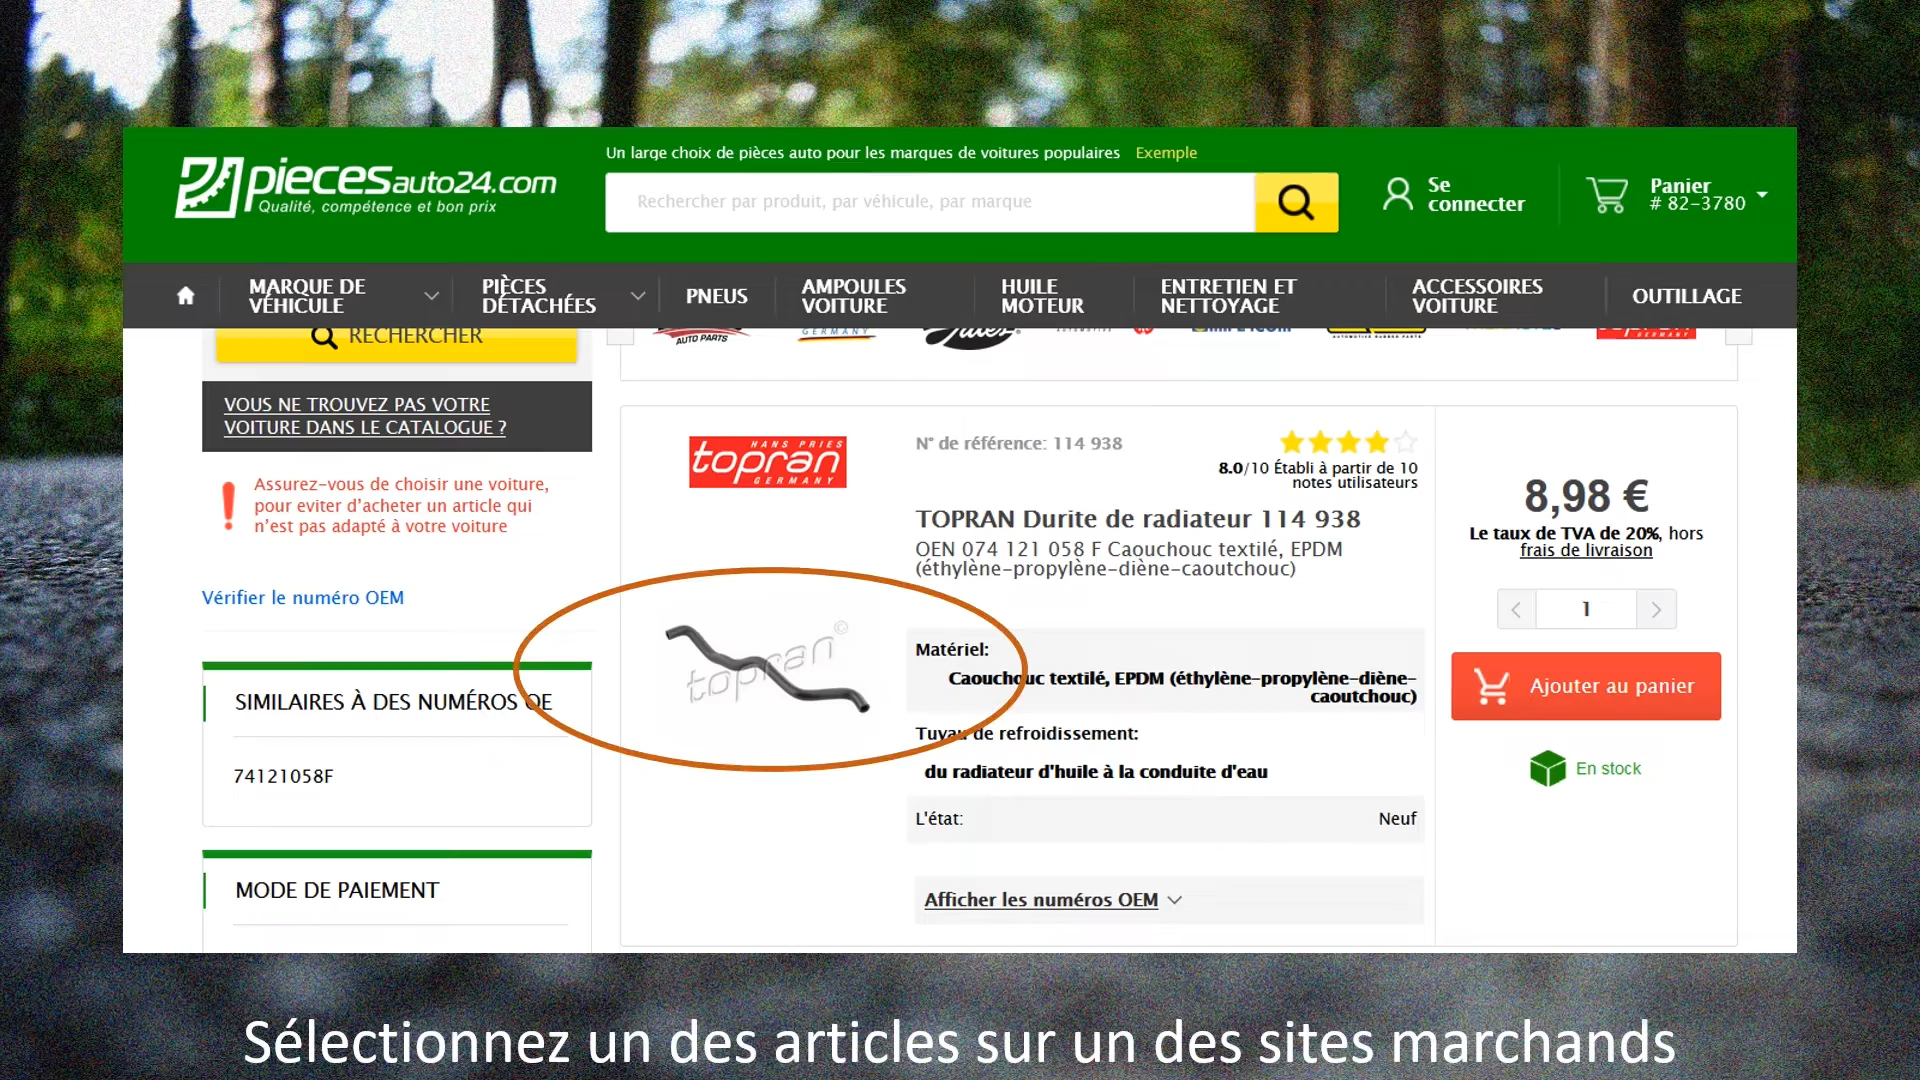 Un large choix de pièces auto pour les marques de voitures populaires Exemple
piecesauto24.com
Qualité, compétence et bon prix
Rechercher par produit, par véhicule, par marque
Se
connecter
Panier
# 82-3780
MARQUE DE
VÉHICULE
PIÈCES
DÉTACHÉES
PNEUS
AMPOULES
VOITURE
HUILE
MOTEUR
ENTRETIEN ET
NETTOYAGE
ACCESSOIRES
VOITURE
OUTILLAGE
RECHERCHER
AUTO PARTS
GERMANY
GERMANY
VOUS NE TROUVEZ PAS VOTRE
VOITURE DANS LE CATALOGUE ?
Assurez-vous de choisir une voiture,
pour eviter d’acheter un article qui
n’est pas adapté à votre voiture
Vérifier le numéro OEM
SIMILAIRES À DES NUMÉROS OE
74121058F
MODE DE PAIEMENT
HANS PRIES
topran
GERMANY
topran©
N° de référence: 114 938
8.0/10 Établi à partir de 10
notes utilisateurs
TOPRAN Durite de radiateur 114 938
OEN 074 121 058 F Caouchouc textilé, EPDM
(éthylène-propylène-diène-caoutchouc)
Matériel:
Caouchouc textilé, EPDM (éthylène-propylène-diène-
caoutchouc)
Tuyau de refroidissement:
du radiateur d'huile à la conduite d'eau
L'état:
Neuf
Afficher les numéros OEM
8,98 €
Le taux de TVA de 20%, hors
frais de livraison
1
Ajouter au panier
En stock
Sélectionnez un des articles sur un des sites marchands